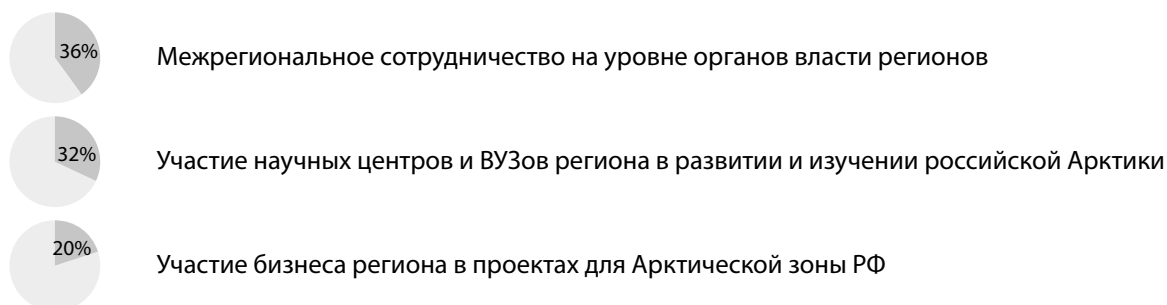 36% Межрегиональное сотрудничество на уровне органов власти регионов
32% Участие научных центров и ВУЗов региона в развитии и изучении российской Арктики
20% Участие бизнеса региона в проектах для Арктической зоны РФ